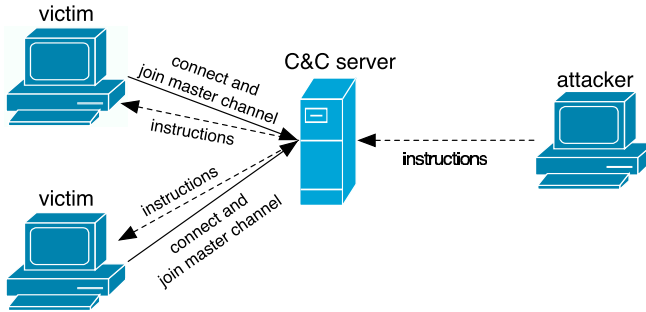 victim
connect and
join master channel
instructions
C&C server
attacker
instructions
victim
instructions
connect and
join master channel